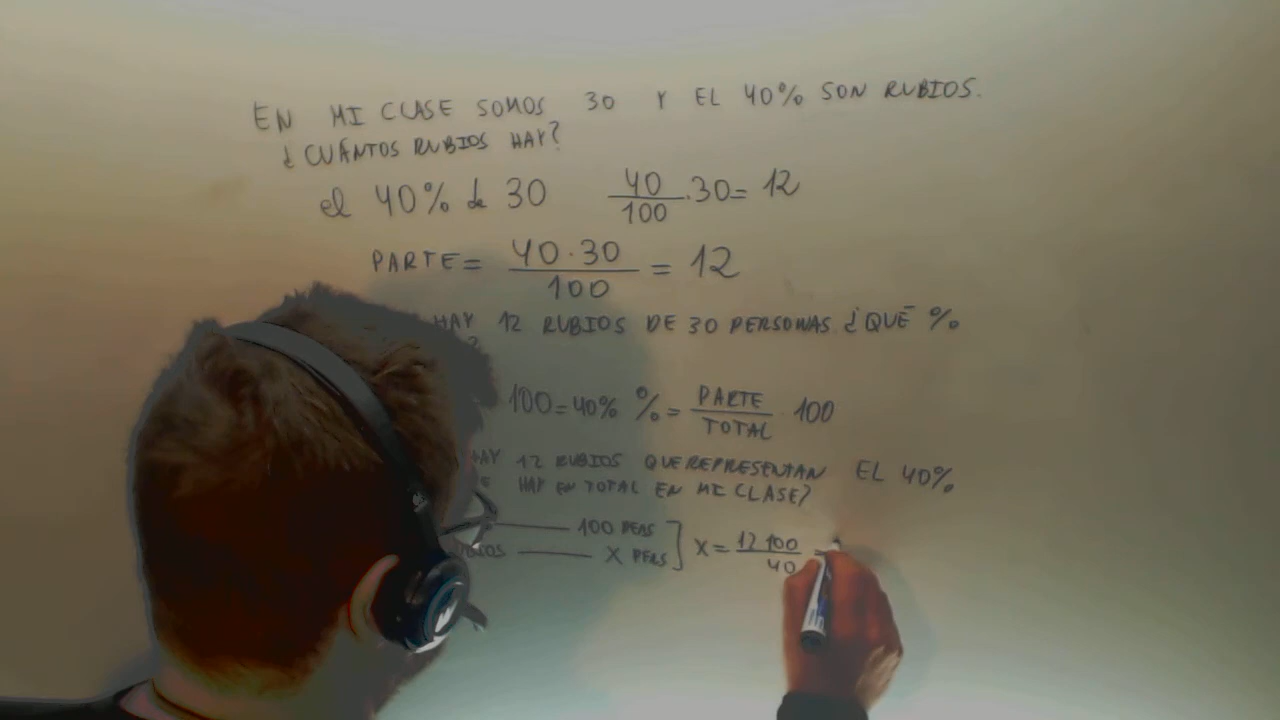 EN MI CLASE SOMOS 30 Y EL 40% SON RUBIOS.
¿CUÁNTOS RUBIOS HAY?
el 40% de 30 40/100 · 30 = 12
PARTE = 40 · 30 / 100 = 12
HAY 12 RUBIOS DE 30 PERSONAS. ¿QUÉ %
?
100 = 40% % = PARTE/TOTAL · 100
12 RUBIOS QUE REPRESENTAN EL 40%
HAY EN TOTAL EN MI CLASE?
100 PERS
X PERS ] X = 12 100 / 40 =